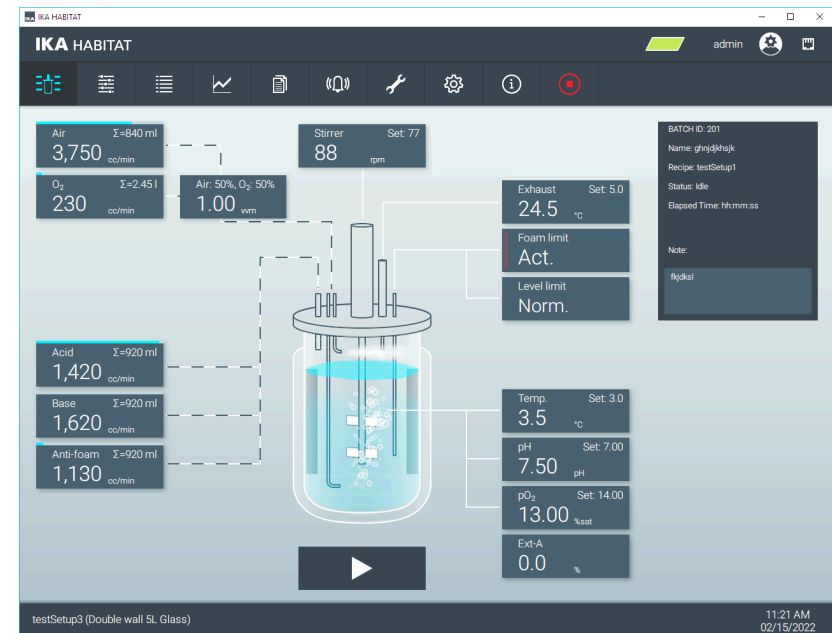 IKA HABITAT
IKA HABITAT
admin
Air Σ=840 ml
3,750 cc/min
O₂ Σ=2.45 l
230 cc/min
Air: 50%, O₂: 50%
1.00 vvm
Stirrer Set: 77
88 rpm
Exhaust Set: 5.0
24.5 °C
Foam limit
Act.
Level limit
Norm.
BATCH ID: 201
Name: ghnjdjkhsjk
Recipe: testSetup1
Status: Idle
Elapsed Time: hh:mm:ss
Note:
fkjdksl
Acid Σ=920 ml
1,420 cc/min
Base Σ=920 ml
1,620 cc/min
Anti-foam Σ=920 ml
1,130 cc/min
Temp. Set: 3.0
3.5 °C
pH Set: 7.00
7.50 pH
pO₂ Set: 14.00
13.00 %sat
Ext-A
0.0 %
testSetup3 (Double wall 5L Glass)
11:21 AM
02/15/2022